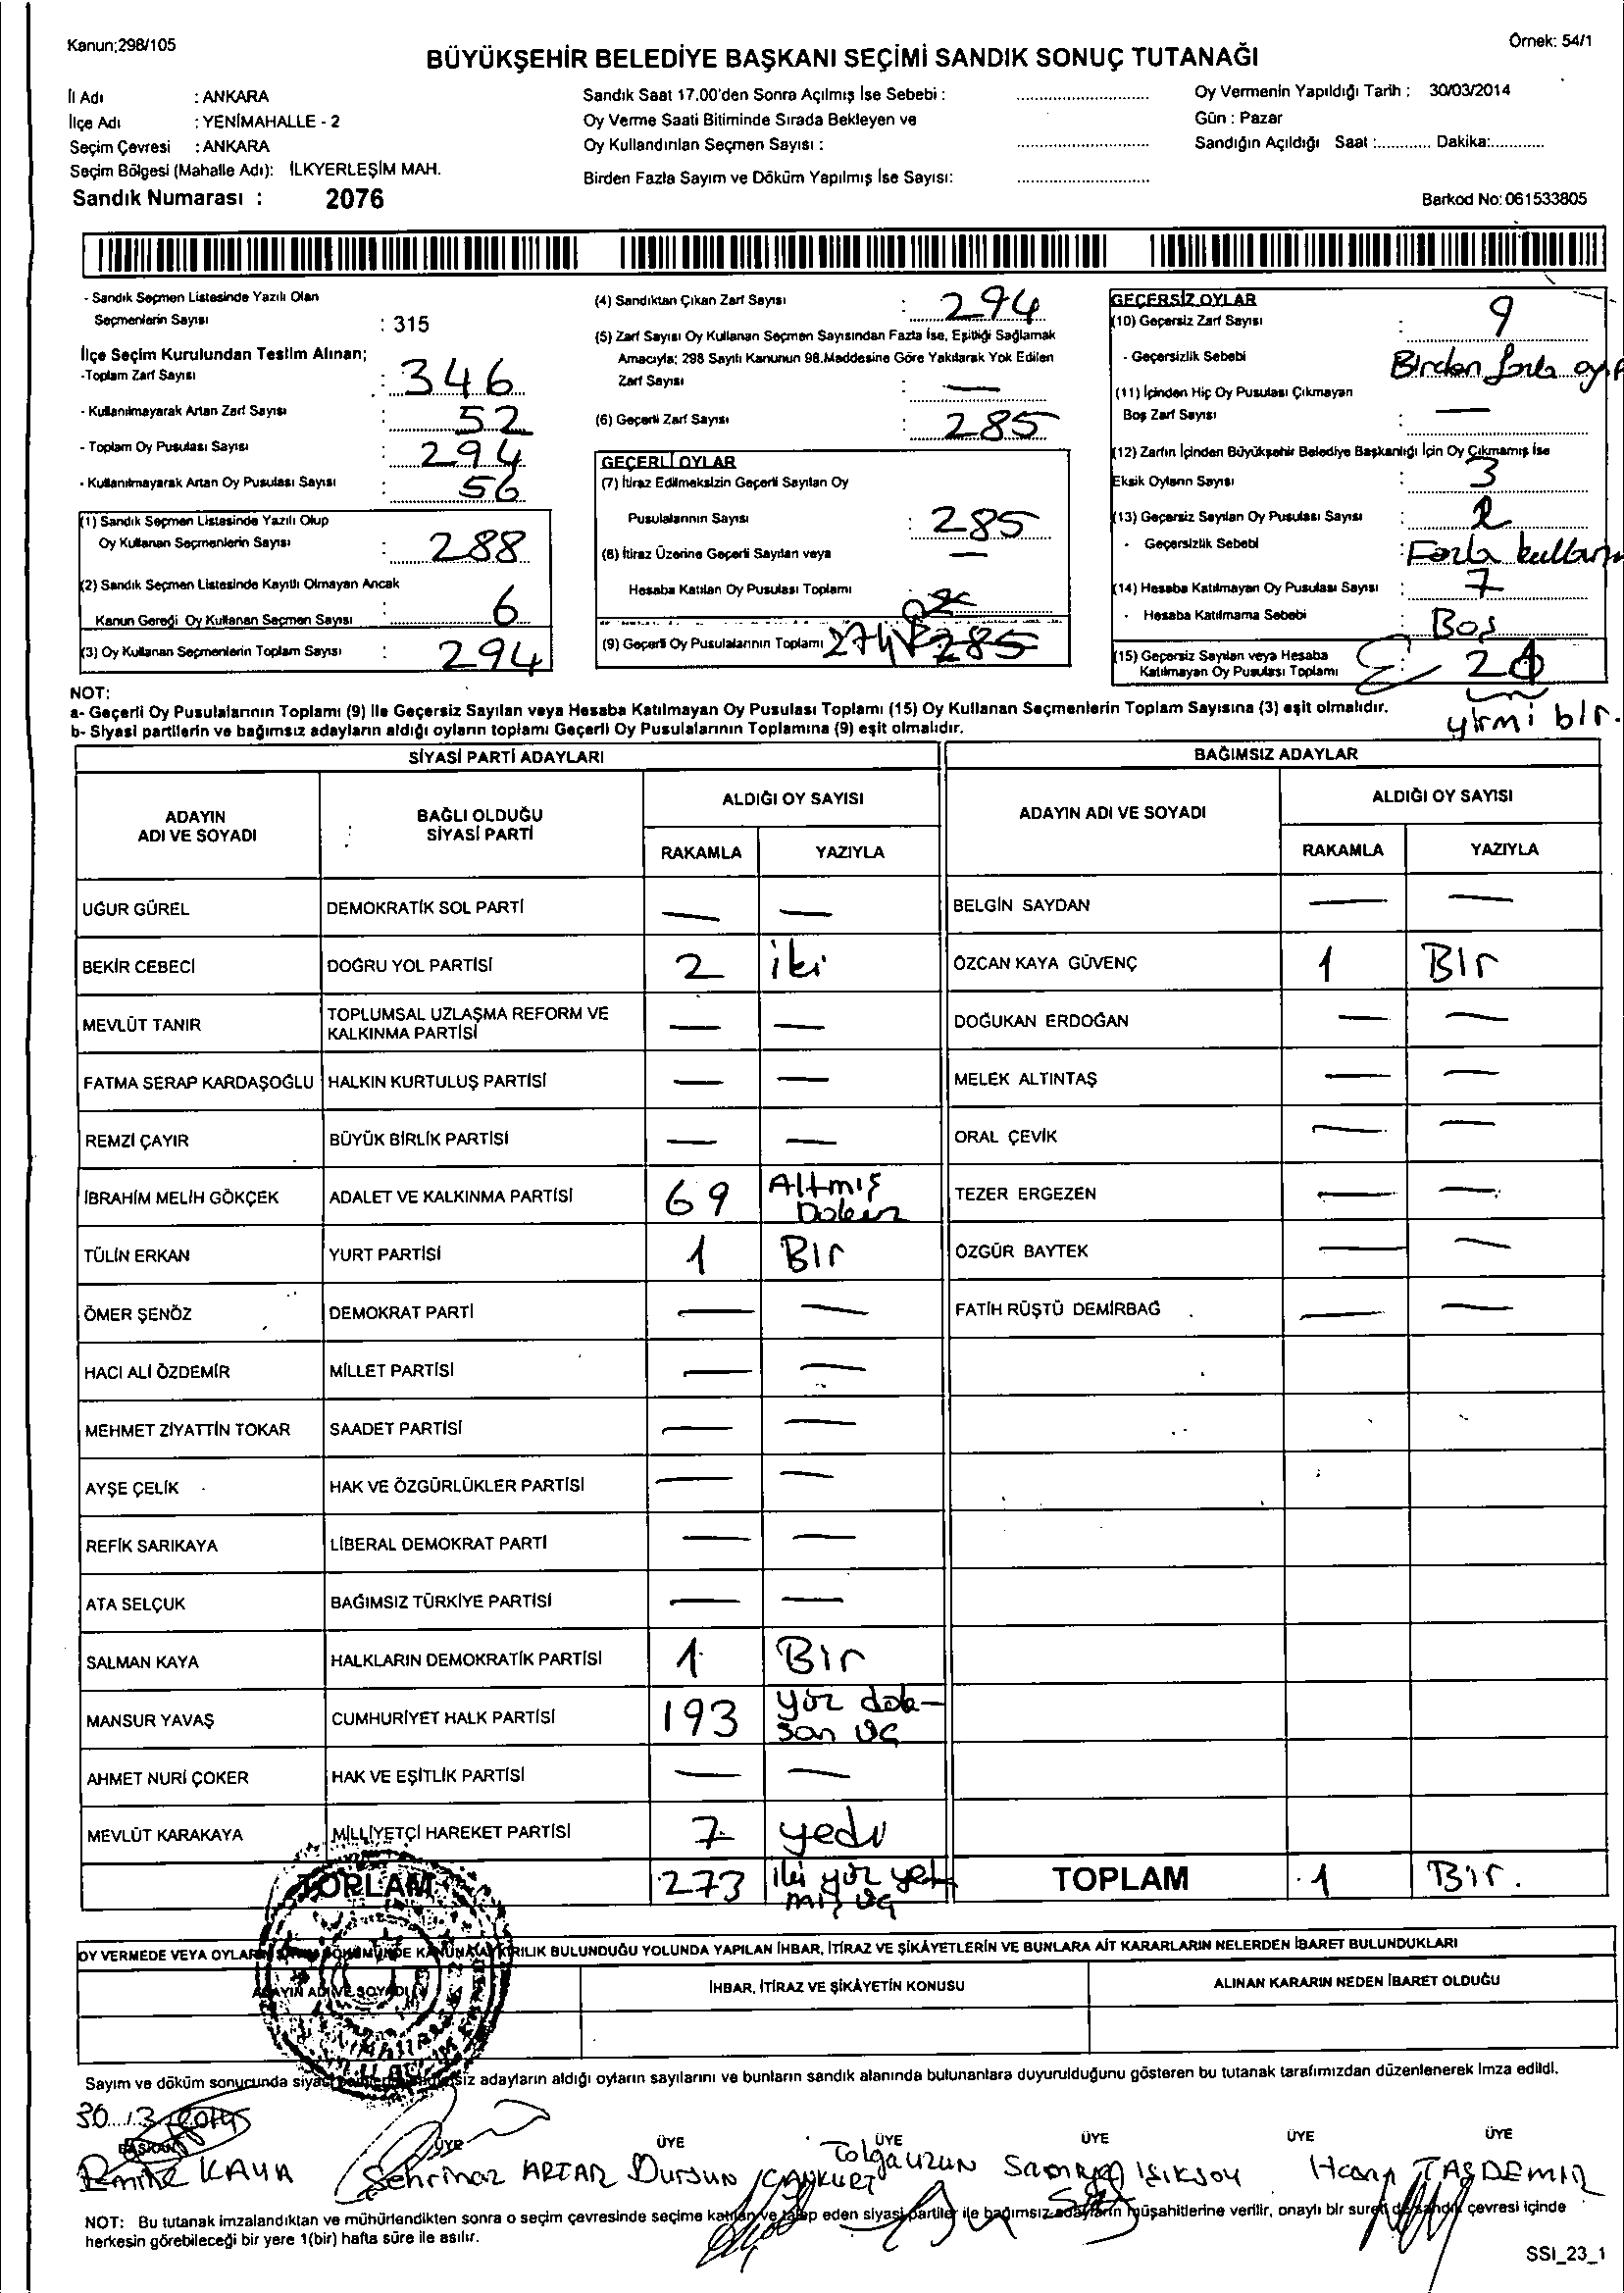 Kanun;298/105
Örnek: 54/1
BÜYÜKŞEHİR BELEDİYE BAŞKANI SEÇİMİ SANDIK SONUÇ TUTANAĞI
İl Adı : ANKARA
İlçe Adı : YENİMAHALLE - 2
Seçim Çevresi : ANKARA
Seçim Bölgesi (Mahalle Adı): İLKYERLEŞİM MAH.
Sandık Numarası : 2076
Sandık Saat 17.00'den Sonra Açılmış İse Sebebi :
Oy Verme Saati Bitiminde Sırada Bekleyen ve
Oy Kullandırılan Seçmen Sayısı :
Birden Fazla Sayım ve Döküm Yapılmış İse Sayısı:
Oy Vermenin Yapıldığı Tarih : 30/03/2014
Gün : Pazar
Sandığın Açıldığı Saat :............ Dakika:............
Barkod No: 061533805
- Sandık Seçmen Listesinde Yazılı Olan
Seçmenlerin Sayısı : 315
İlçe Seçim Kurulundan Teslim Alınan;
-Toplam Zarf Sayısı : 346
- Kullanılmayarak Artan Zarf Sayısı : 52
- Toplam Oy Pusulası Sayısı : 294
- Kullanılmayarak Artan Oy Pusulası Sayısı : 56
(1) Sandık Seçmen Listesinde Yazılı Olup
Oy Kullanan Seçmenlerin Sayısı : 288
(2) Sandık Seçmen Listesinde Kayıtlı Olmayan Ancak
Kanun Gereği Oy Kullanan Seçmen Sayısı : 6
(3) Oy Kullanan Seçmenlerin Toplam Sayısı : 294
(4) Sandıktan Çıkan Zarf Sayısı : 294
(5) Zarf Sayısı Oy Kullanan Seçmen Sayısından Fazla İse, Eşitliği Sağlamak
Amacıyla; 298 Sayılı Kanunun 98.Maddesine Göre Yakılarak Yok Edilen
Zarf Sayısı : —
(6) Geçerli Zarf Sayısı : 285
GEÇERLİ OYLAR
(7) İtiraz Edilmeksizin Geçerli Sayılan Oy
Pusulalarının Sayısı : 285
(8) İtiraz Üzerine Geçerli Sayılan veya —
Hesaba Katılan Oy Pusulası Toplamı
(9) Geçerli Oy Pusulalarının Toplamı 274 285
GEÇERSİZ OYLAR
(10) Geçersiz Zarf Sayısı : 9
- Geçersizlik Sebebi Birden fazla
(11) İçinden Hiç Oy Pusulası Çıkmayan
Boş Zarf Sayısı : —
(12) Zarfın İçinden Büyükşehir Belediye Başkanlığı İçin Oy Çıkmamış İse
Eksik Oyların Sayısı : 3
(13) Geçersiz Sayılan Oy Pusulası Sayısı : 2
- Geçersizlik Sebebi : Fazla
(14) Hesaba Katılmayan Oy Pusulası Sayısı : 7
- Hesaba Katılmama Sebebi : Boş
(15) Geçersiz Sayılan veya Hesaba
Katılmayan Oy Pusulası Toplamı
yirmi bir.
NOT:
a- Geçerli Oy Pusulalarının Toplamı (9) ile Geçersiz Sayılan veya Hesaba Katılmayan Oy Pusulası Toplamı (15) Oy Kullanan Seçmenlerin Toplam Sayısına (3) eşit olmalıdır.
b- Siyasi partilerin ve bağımsız adayların aldığı oyların toplamı Geçerli Oy Pusulalarının Toplamına (9) eşit olmalıdır.
SİYASİ PARTİ ADAYLARI
BAĞIMSIZ ADAYLAR
ADAYIN
ADI VE SOYADI
BAĞLI OLDUĞU
SİYASİ PARTİ
ALDIĞI OY SAYISI
RAKAMLA YAZIYLA
ADAYIN ADI VE SOYADI
ALDIĞI OY SAYISI
RAKAMLA YAZIYLA
UĞUR GÜREL DEMOKRATİK SOL PARTİ — — BELGİN SAYDAN — —
BEKİR CEBECİ DOĞRU YOL PARTİSİ 2 iki ÖZCAN KAYA GÜVENÇ 1 Bir
MEVLÜT TANIR TOPLUMSAL UZLAŞMA REFORM VE
KALKINMA PARTİSİ — — DOĞUKAN ERDOĞAN — —
FATMA SERAP KARDAŞOĞLU HALKIN KURTULUŞ PARTİSİ — — MELEK ALTINTAŞ — —
REMZİ ÇAYIR BÜYÜK BİRLİK PARTİSİ — — ORAL ÇEVİK — —
İBRAHİM MELİH GÖKÇEK ADALET VE KALKINMA PARTİSİ 69 Altmış
Dokuz TEZER ERGEZEN — —
TÜLİN ERKAN YURT PARTİSİ 1 Bir ÖZGÜR BAYTEK — —
ÖMER ŞENÖZ DEMOKRAT PARTİ — — FATİH RÜŞTÜ DEMİRBAĞ — —
HACI ALİ ÖZDEMİR MİLLET PARTİSİ — —
MEHMET ZİYATTİN TOKAR SAADET PARTİSİ — —
AYŞE ÇELİK HAK VE ÖZGÜRLÜKLER PARTİSİ — —
REFİK SARIKAYA LİBERAL DEMOKRAT PARTİ — —
ATA SELÇUK BAĞIMSIZ TÜRKİYE PARTİSİ — —
SALMAN KAYA HALKLARIN DEMOKRATİK PARTİSİ 1 Bir
MANSUR YAVAŞ CUMHURİYET HALK PARTİSİ 193 yüz dok-
san üç
AHMET NURİ ÇOKER HAK VE EŞİTLİK PARTİSİ — —
MEVLÜT KARAKAYA MİLLİYETÇİ HAREKET PARTİSİ 7 yedi
TOPLAM 273 iki yüz yet
miş üç TOPLAM 1 Bir.
OY VERMEDE VEYA OYLARIN SAYIM DÖKÜMÜNDE KANUNA AYKIRILIK BULUNDUĞU YOLUNDA YAPILAN İHBAR, İTİRAZ VE ŞİKÂYETLERİN VE BUNLARA AİT KARARLARIN NELERDEN İBARET BULUNDUKLARI
ADAYIN ADI VE SOYADI İHBAR, İTİRAZ VE ŞİKÂYETİN KONUSU ALINAN KARARIN NEDEN İBARET OLDUĞU
Sayım ve döküm sonucunda siyasi adayların aldığı oyların sayılarını ve bunların sandık alanında bulunanlara duyurulduğunu gösteren bu tutanak tarafımızdan düzenlenerek imza edildi.
30.13
BAŞKAN ÜYE ÜYE ÜYE ÜYE ÜYE ÜYE
KAYA Şehrinaz ARTAR Dursun ÇANKURT Tolga UZUN IŞIKSOY Hasan TAŞDEMİR
NOT: Bu tutanak imzalandıktan ve mühürlendikten sonra o seçim çevresinde seçime katılan ve talep eden siyasi partiler ile bağımsız adayların müşahitlerine verilir, onaylı bir sureti de sandık çevresi içinde
herkesin görebileceği bir yere 1(bir) hafta süre ile asılır.
SSI_23_1